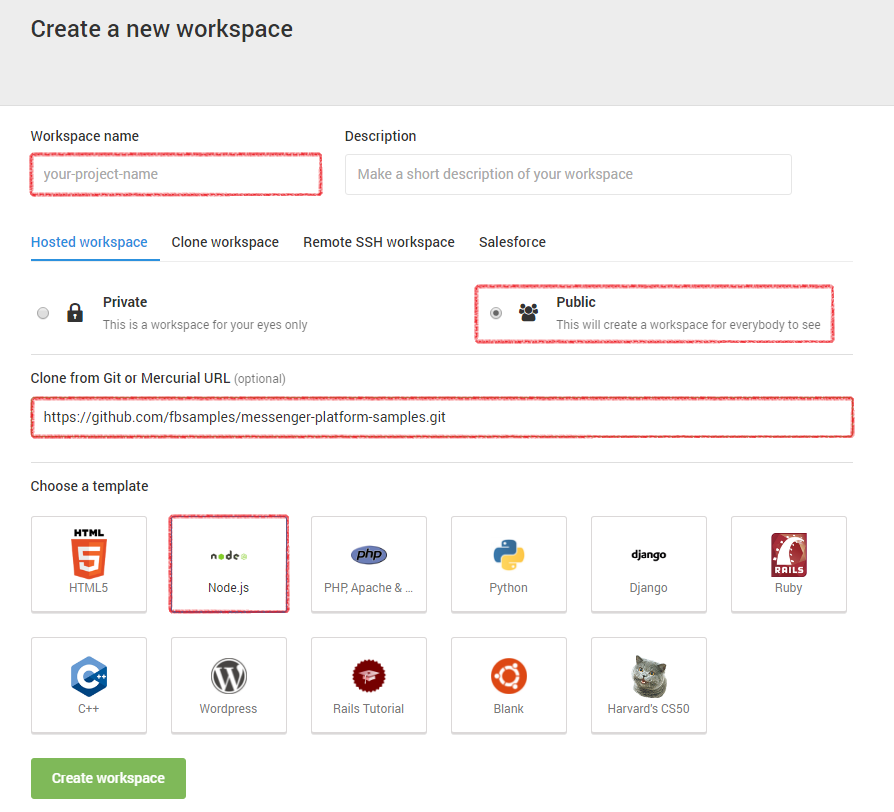 Create a new workspace
Workspace name
Description
your-project-name
Make a short description of your workspace
Hosted workspace
Clone workspace
Remote SSH workspace
Salesforce
Private
This is a workspace for your eyes only
Public
This will create a workspace for everybody to see
Clone from Git or Mercurial URL (optional)
https://github.com/fbsamples/messenger-platform-samples.git
Choose a template
HTML
5
HTML5
node
Node.js
php
PHP, Apache & ...
Python
django
Django
RAILS
Ruby
C++
C++
W
Wordpress
Rails Tutorial
Blank
Harvard's CS50
Create workspace